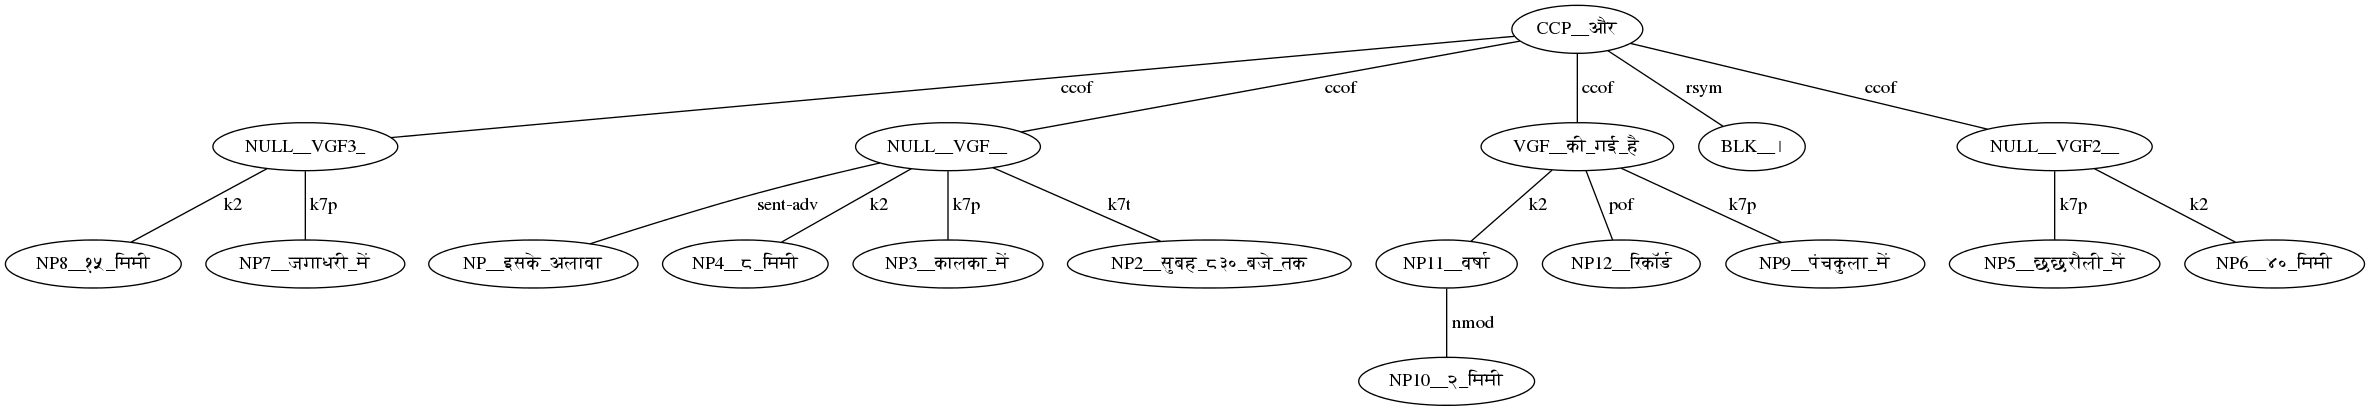 CCP__और
ccof ccof ccof rsym ccof
NULL__VGF3_ NULL__VGF__ VGF__की_गई_है BLK__। NULL__VGF2__
k2 k7p sent-adv k2 k7p k7t k2 pof k7p k7p k2
NP8__१५_मिमी NP7__जगाधरी_में NP__इसके_अलावा NP4__८_मिमी NP3__कालका_में NP2__सुबह_८३०_बजे_तक NP11__वर्षा NP12__रिकॉर्ड NP9__पंचकुला_में NP5__छछरौली_में NP6__४०_मिमी
nmod
NP10__२_मिमी